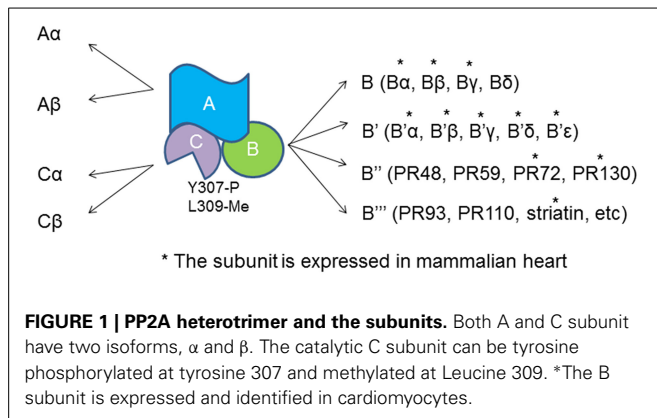 Aα
Aβ
Cα
Cβ
A
C
B
Y307-P
L309-Me
* * *
B (Bα, Bβ, Bγ, Bδ)
* * * * *
B' (B'α, B'β, B'γ, B'δ, B'ε)
* *
B'' (PR48, PR59, PR72, PR130)
*
B''' (PR93, PR110, striatin, etc)
* The subunit is expressed in mammalian heart
FIGURE 1 | PP2A heterotrimer and the subunits. Both A and C subunit
have two isoforms, α and β. The catalytic C subunit can be tyrosine
phosphorylated at tyrosine 307 and methylated at Leucine 309. *The B
subunit is expressed and identified in cardiomyocytes.